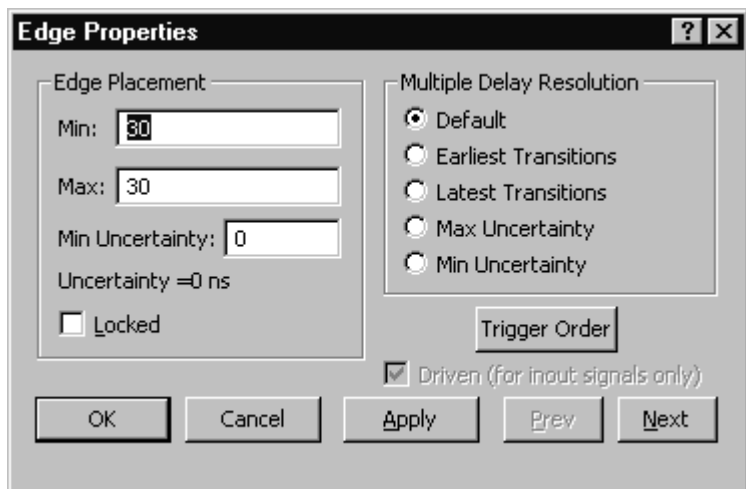 Edge Properties
Edge Placement
Min: 30
Max: 30
Min Uncertainty: 0
Uncertainty =0 ns
Locked
Multiple Delay Resolution
Default
Earliest Transitions
Latest Transitions
Max Uncertainty
Min Uncertainty
Trigger Order
Driven (for inout signals only)
OK
Cancel
Apply
Prev
Next